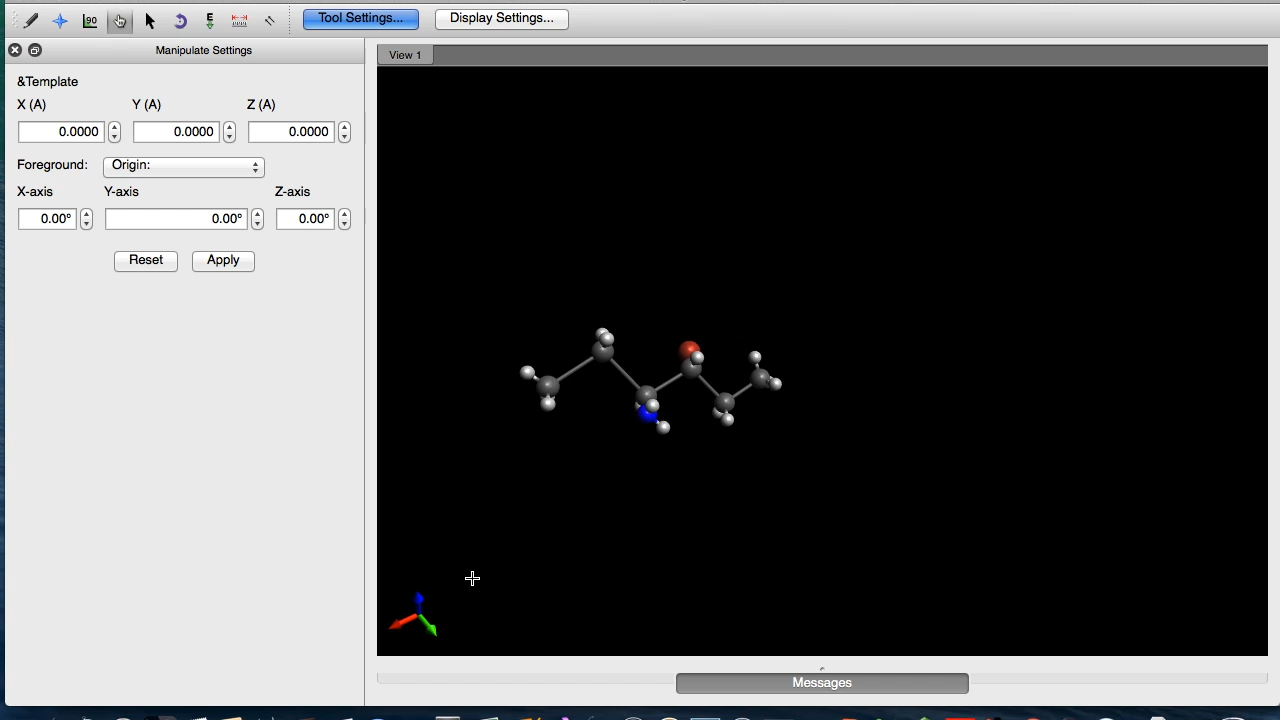 90 E Tool Settings... Display Settings...
Manipulate Settings
View 1
&Template
X (A) Y (A) Z (A)
0.0000 0.0000 0.0000
Foreground: Origin:
X-axis Y-axis Z-axis
0.00° 0.00° 0.00°
Reset Apply
Messages